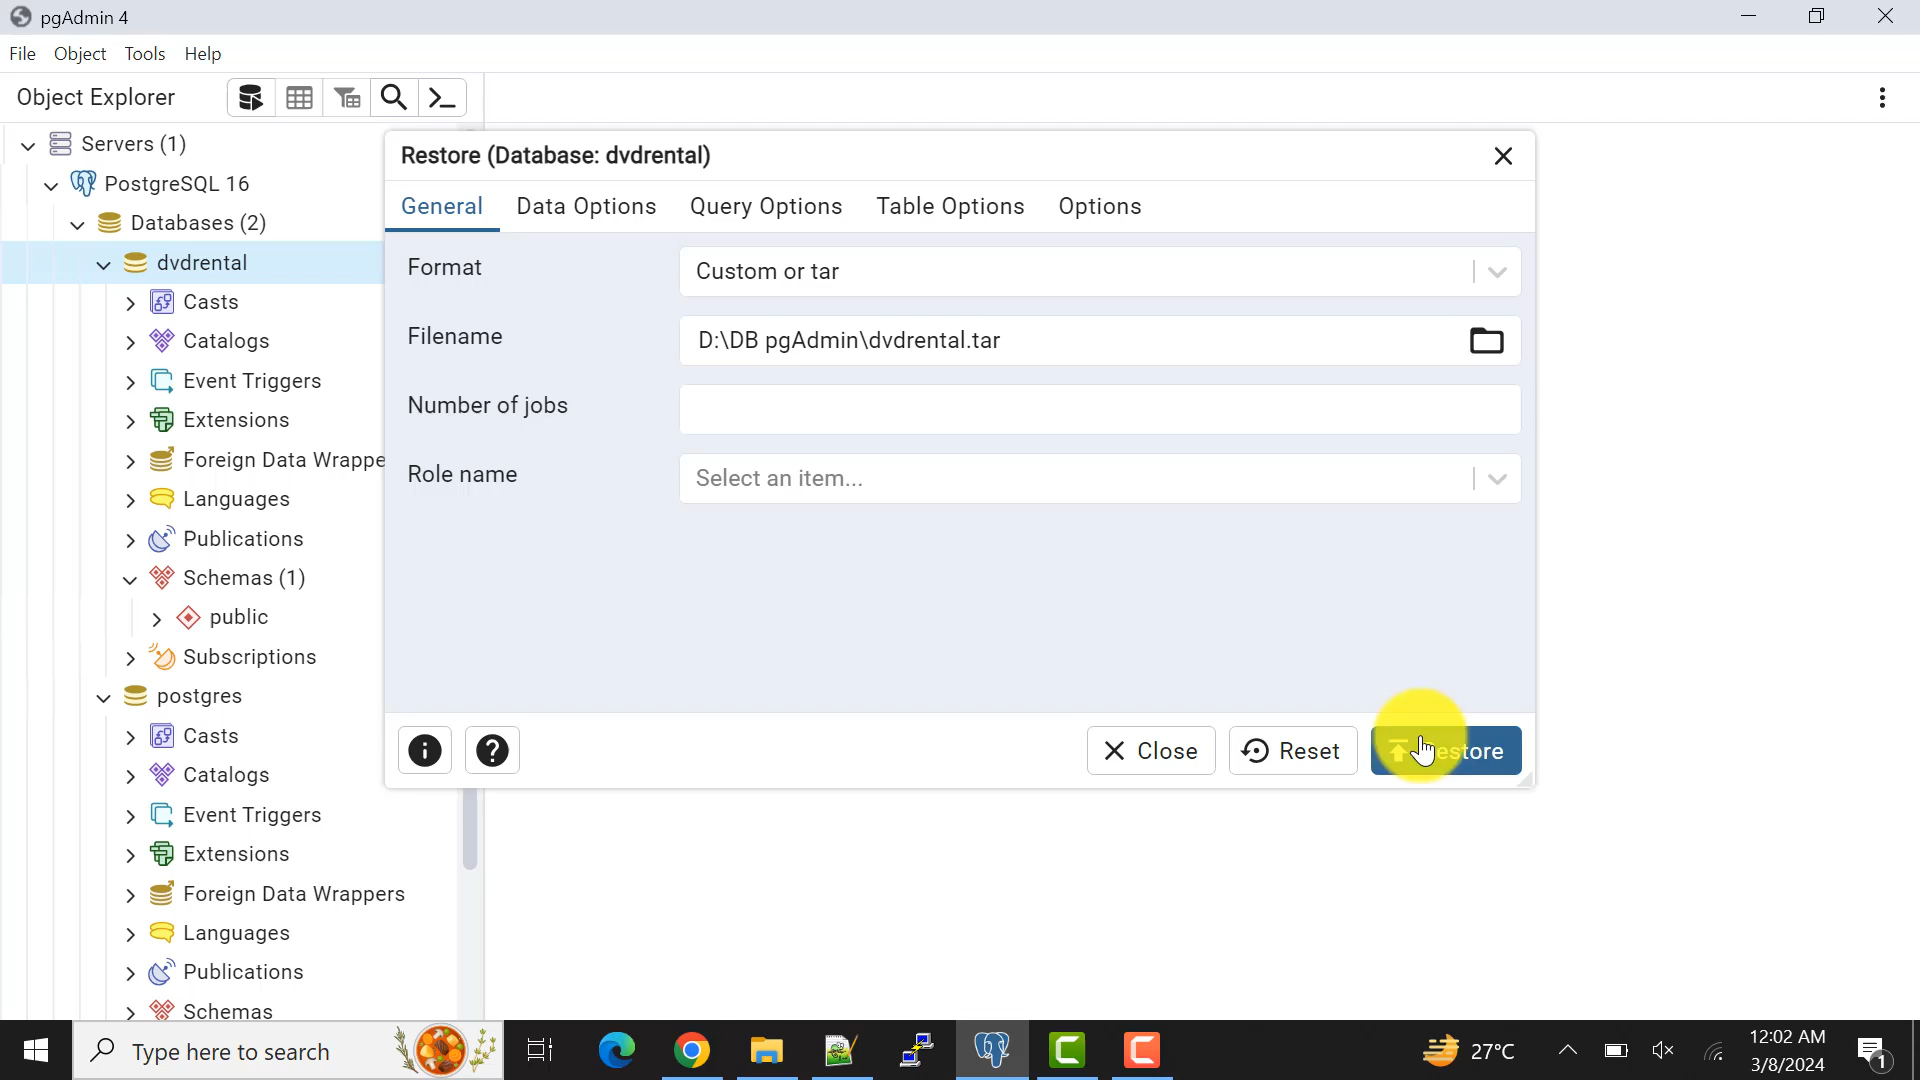 pgAdmin 4
File Object Tools Help
Object Explorer
Servers (1)
PostgreSQL 16
Databases (2)
dvdrental
Casts
Catalogs
Event Triggers
Extensions
Foreign Data Wrappe
Languages
Publications
Schemas (1)
public
Subscriptions
postgres
Casts
Catalogs
Event Triggers
Extensions
Foreign Data Wrappers
Languages
Publications
Schemas
Restore (Database: dvdrental)
General Data Options Query Options Table Options Options
Format Custom or tar
Filename D:\DB pgAdmin\dvdrental.tar
Number of jobs
Role name Select an item...
Close Reset Restore
Type here to search
27°C
12:02 AM
3/8/2024
1